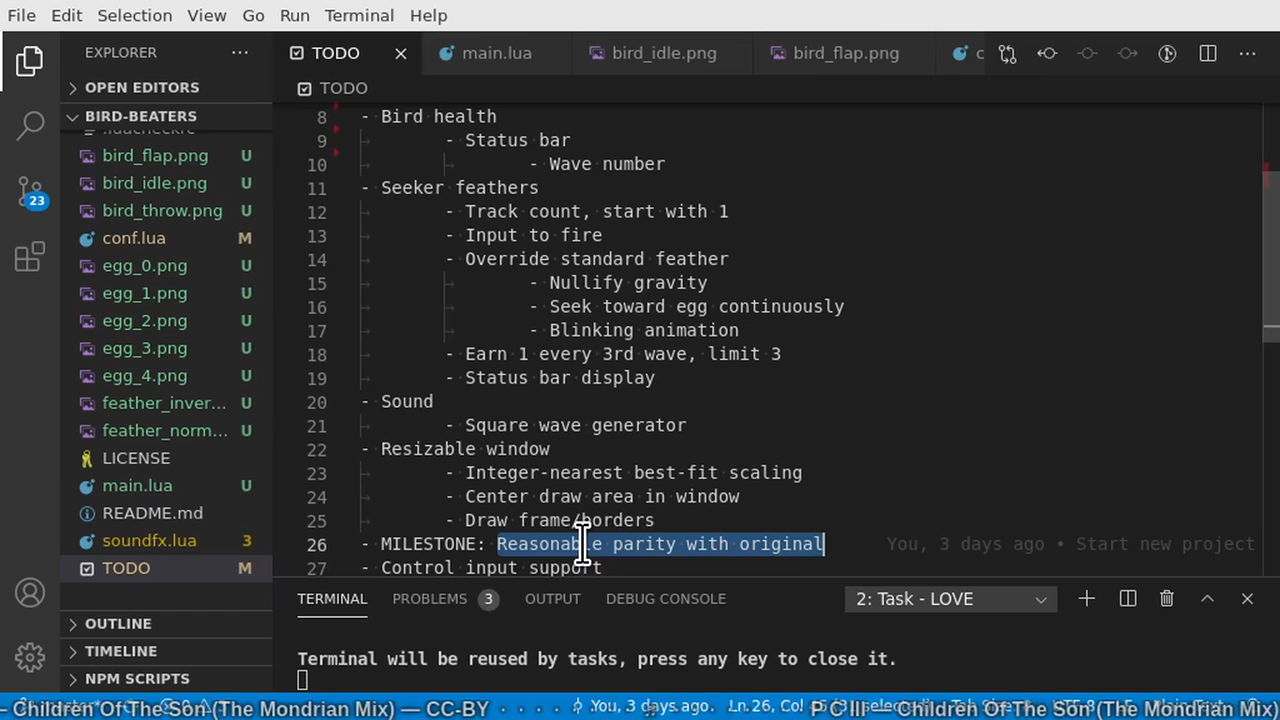 File Edit Selection View Go Run Terminal Help
EXPLORER ···
TODO
main.lua
bird_idle.png
bird_flap.png
c
OPEN EDITORS
TODO
BIRD-BEATERS
bird_flap.png U
bird_idle.png U
bird_throw.png U
conf.lua M
egg_0.png U
egg_1.png U
egg_2.png U
egg_3.png U
egg_4.png U
feather_inver... U
feather_norm... U
LICENSE
main.lua U
README.md
soundfx.lua 3
TODO M
OUTLINE
TIMELINE
NPM SCRIPTS
23
8 - Bird health
9 - Status bar
10 - Wave number
11 - Seeker feathers
12 - Track count, start with 1
13 - Input to fire
14 - Override standard feather
15 - Nullify gravity
16 - Seek toward egg continuously
17 - Blinking animation
18 - Earn 1 every 3rd wave, limit 3
19 - Status bar display
20 - Sound
21 - Square wave generator
22 - Resizable window
23 - Integer-nearest best-fit scaling
24 - Center draw area in window
25 - Draw frame/borders
26 - MILESTONE: Reasonable parity with original You, 3 days ago • Start new project
27 - Control input support
TERMINAL PROBLEMS 3 OUTPUT DEBUG CONSOLE 2: Task - LOVE
Terminal will be reused by tasks, press any key to close it.
You, 3 days ago. Ln 26, Col
– Children Of The Son (The Mondrian Mix) — CC-BY · P C III — Children Of The Son (The Mondrian Mix)